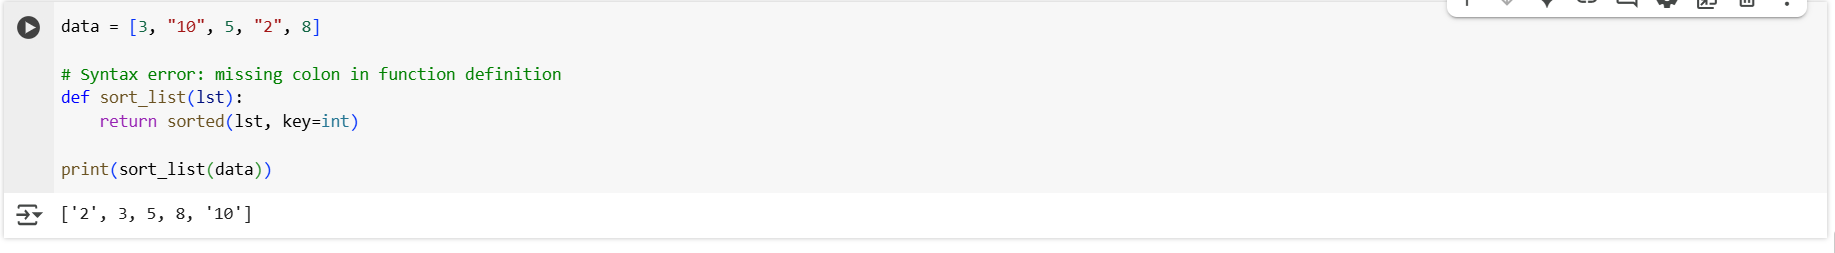 data = [3, "10", 5, "2", 8]
# Syntax error: missing colon in function definition
def sort_list(lst):
    return sorted(lst, key=int)
print(sort_list(data))
['2', 3, 5, 8, '10']